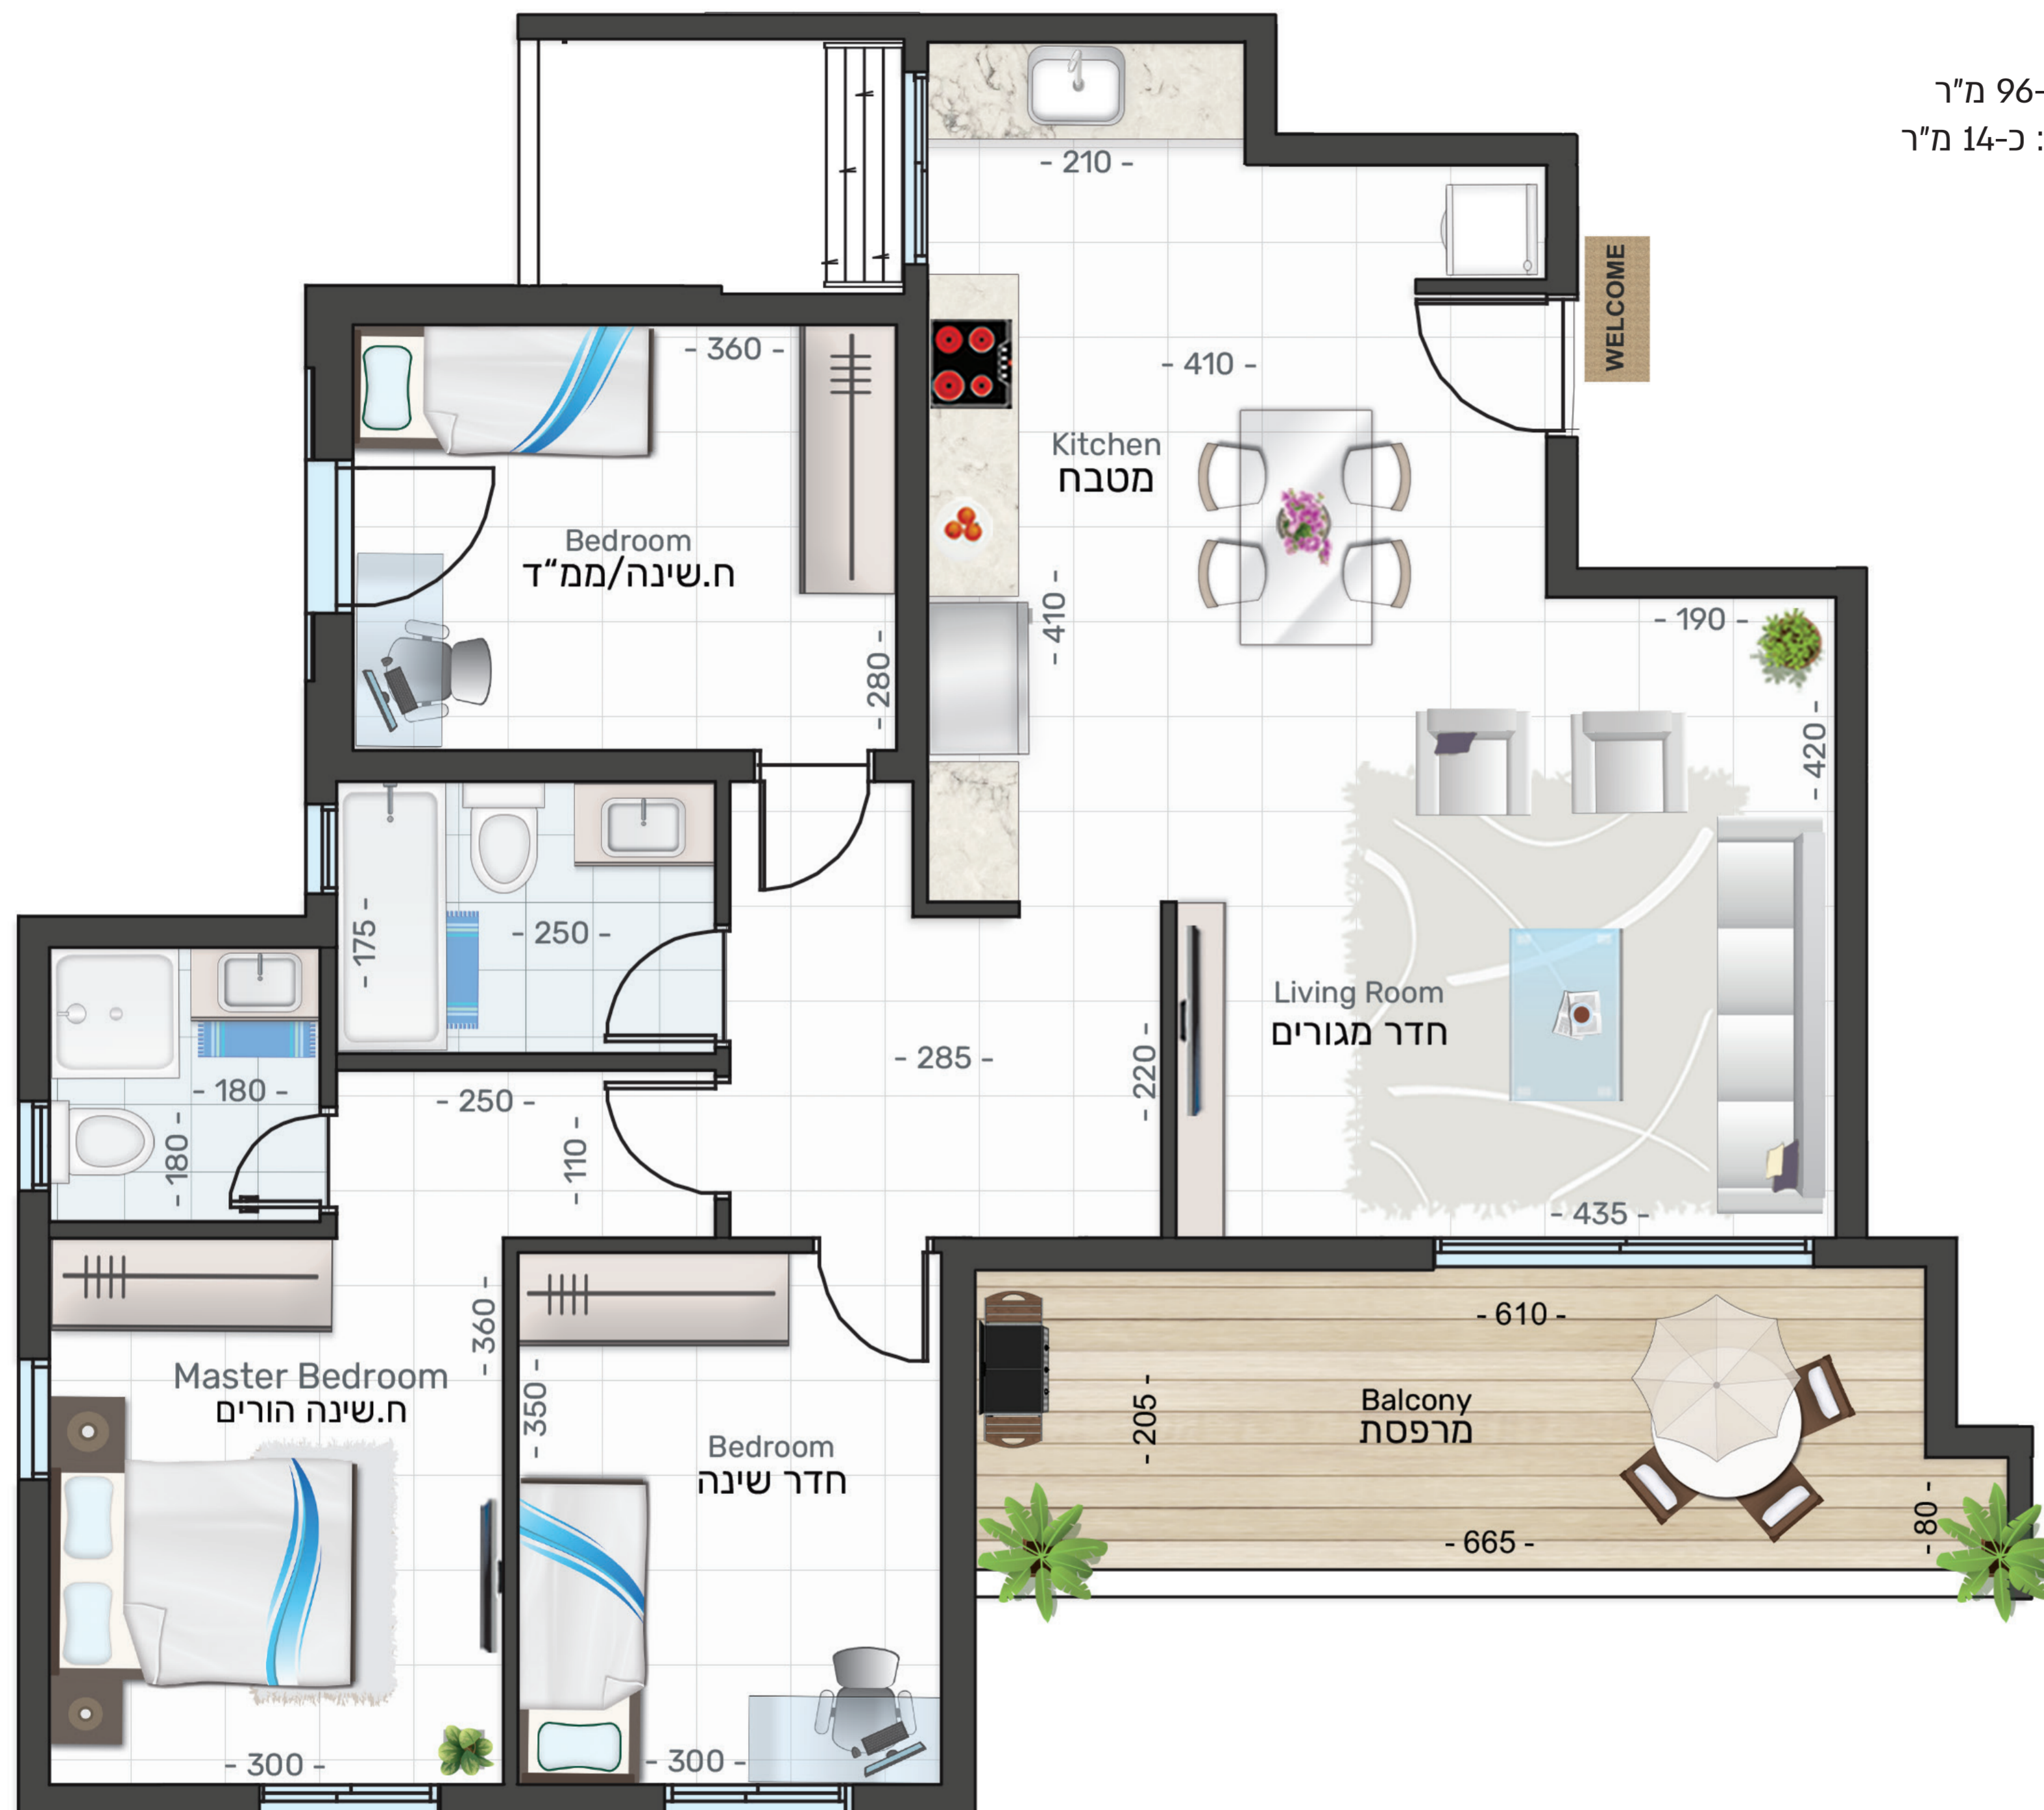 96- מ"ר
: כ-14 מ"ר
- 210 -
WELCOME
- 360 -
- 410 -
Kitchen
מטבח
Bedroom
ח.שינה/ממ"ד
- 410 -
- 280 -
- 190 -
- 420 -
- 175 -
- 250 -
Living Room
חדר מגורים
- 285 -
- 220 -
- 180 -
- 180 -
- 250 -
- 110 -
- 435 -
- 360 -
- 610 -
Master Bedroom
ח.שינה הורים
- 350 -
- 205 -
Balcony
מרפסת
Bedroom
חדר שינה
- 665 -
- 80 -
- 300 -
- 300 -